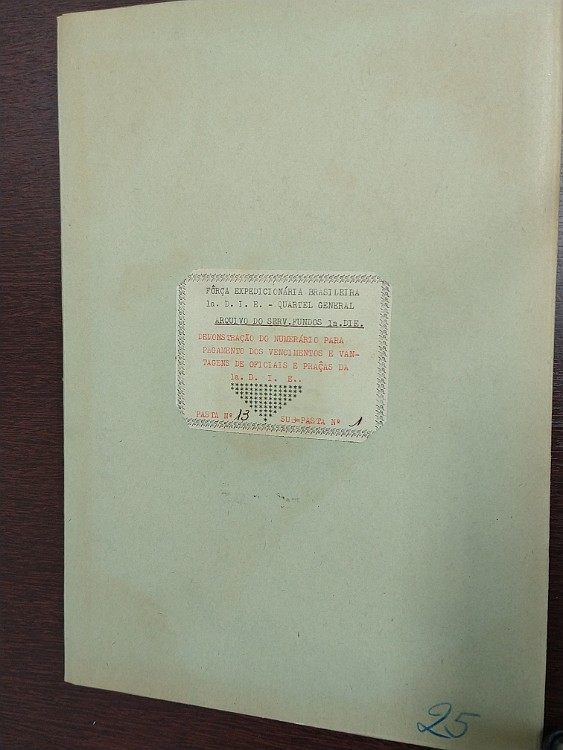 FÔRÇA EXPEDICIONÁRIA BRASILEIRA
1a. D. I. E. - QUARTEL GENERAL
ARQUIVO DO SERV.FUNDOS 1a.DIE.
DEMONSTRAÇÃO DO NUMERÁRIO PARA
PAGAMENTO DOS VENCIMENTOS E VAN-
TAGENS DE OFICIAIS E PRAÇAS DA
1a. D. I. E..
PASTA Nº 13 SUB-PASTA Nº 1
25